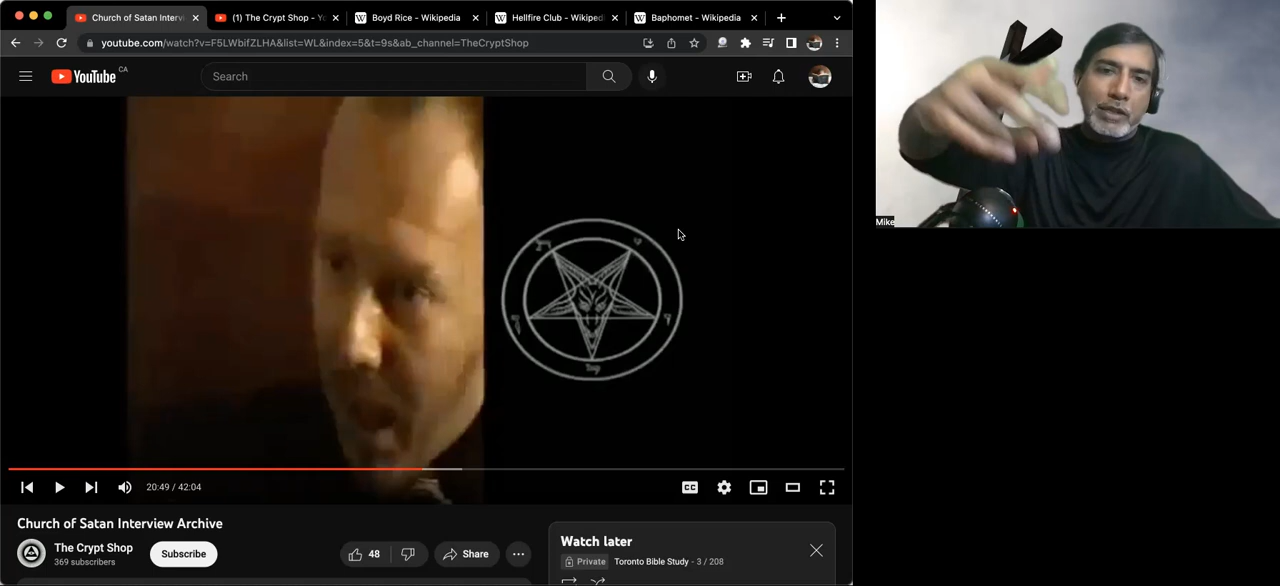 Church of Satan Intervi
(1) The Crypt Shop - Yo
Boyd Rice - Wikipedia
Hellfire Club - Wikiped
Baphomet - Wikipedia
youtube.com/watch?v=F5LWbifZLHA&list=WL&index=5&t=9s&ab_channel=TheCryptShop
YouTube CA
Search
Mike
20:49 / 42:04
CC
Church of Satan Interview Archive
The Crypt Shop
369 subscribers
Subscribe
48
Share
Watch later
Private
Toronto Bible Study - 3 / 208